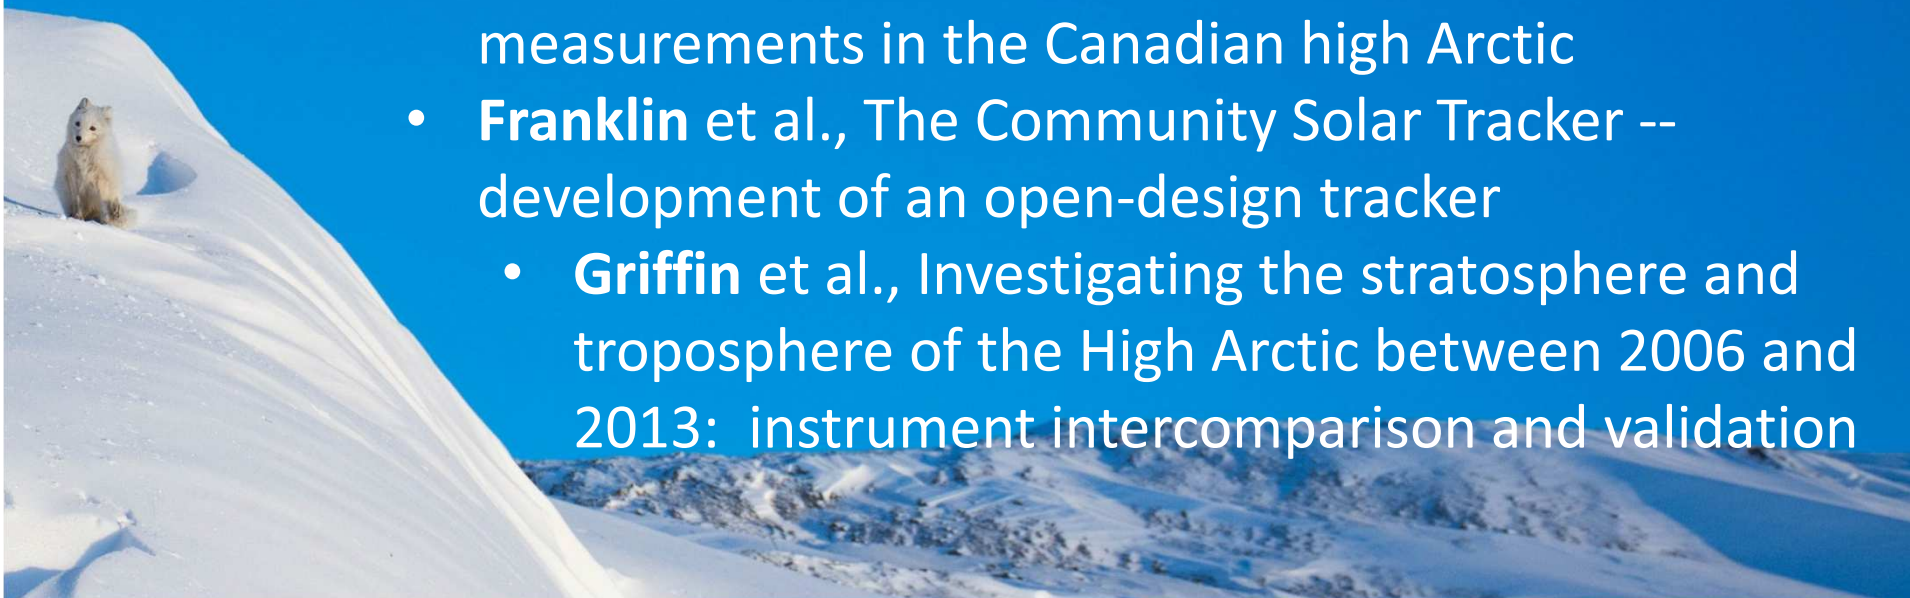 measurements in the Canadian high Arctic
• Franklin et al., The Community Solar Tracker --
development of an open-design tracker
• Griffin et al., Investigating the stratosphere and
troposphere of the High Arctic between 2006 and
2013:  instrument intercomparison and validation